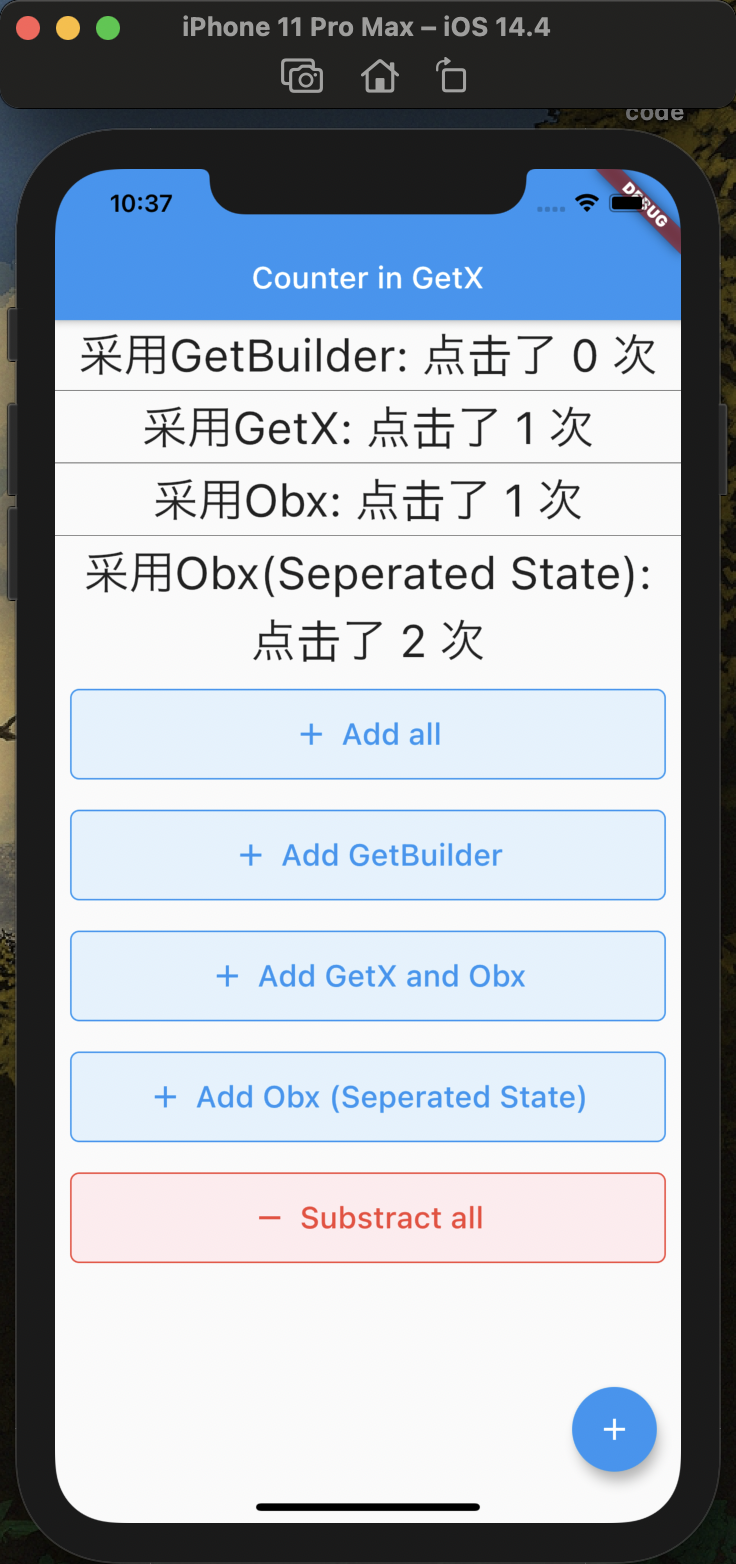 iPhone 11 Pro Max – iOS 14.4
code
10:37
DEBUG
Counter in GetX
采用GetBuilder: 点击了 0 次
采用GetX: 点击了 1 次
采用Obx: 点击了 1 次
采用Obx(Seperated State):
点击了 2 次
+ Add all
+ Add GetBuilder
+ Add GetX and Obx
+ Add Obx (Seperated State)
− Substract all
+